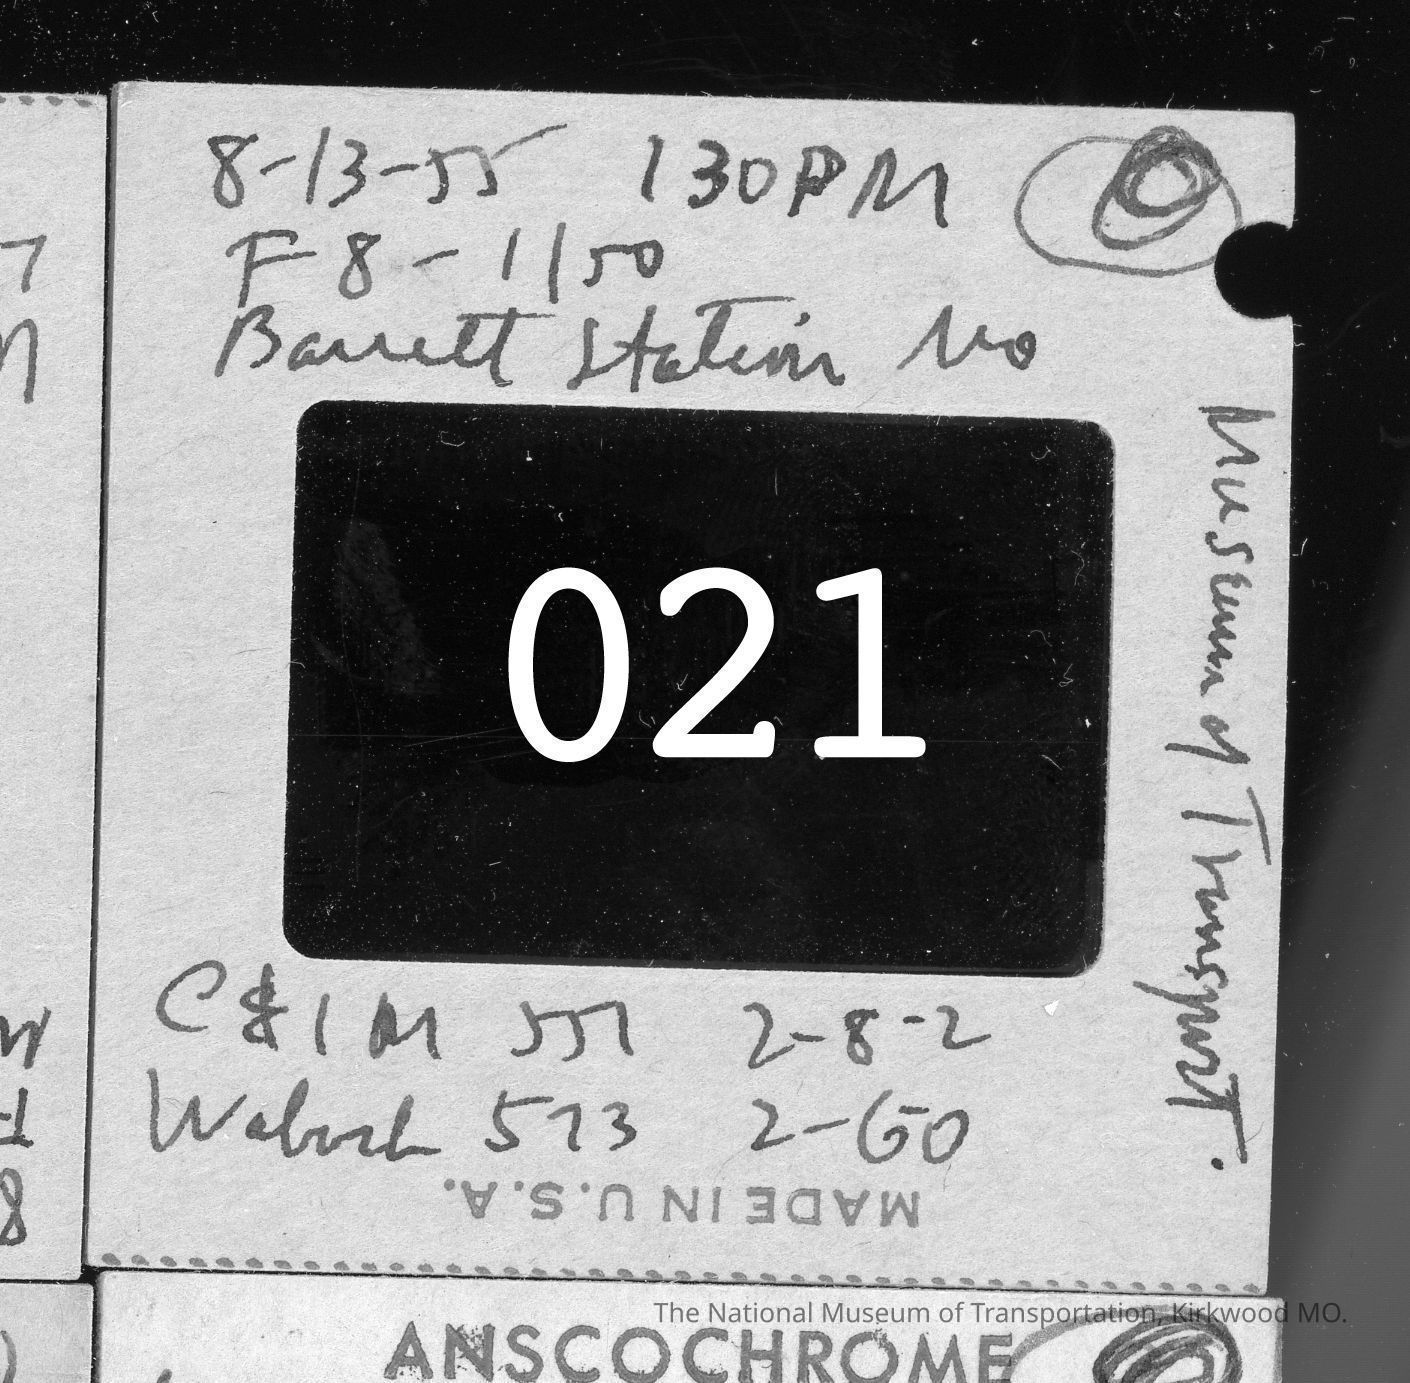 8-13-55 130PM
F-8 - 1/50
Barrett Station Mo
021
Museum of Transport.
C&IM 551 2-8-2
Wabash 573 2-60
MADE IN U.S.A.
ANSCOCHROME
The National Museum of Transportation, Kirkwood MO.